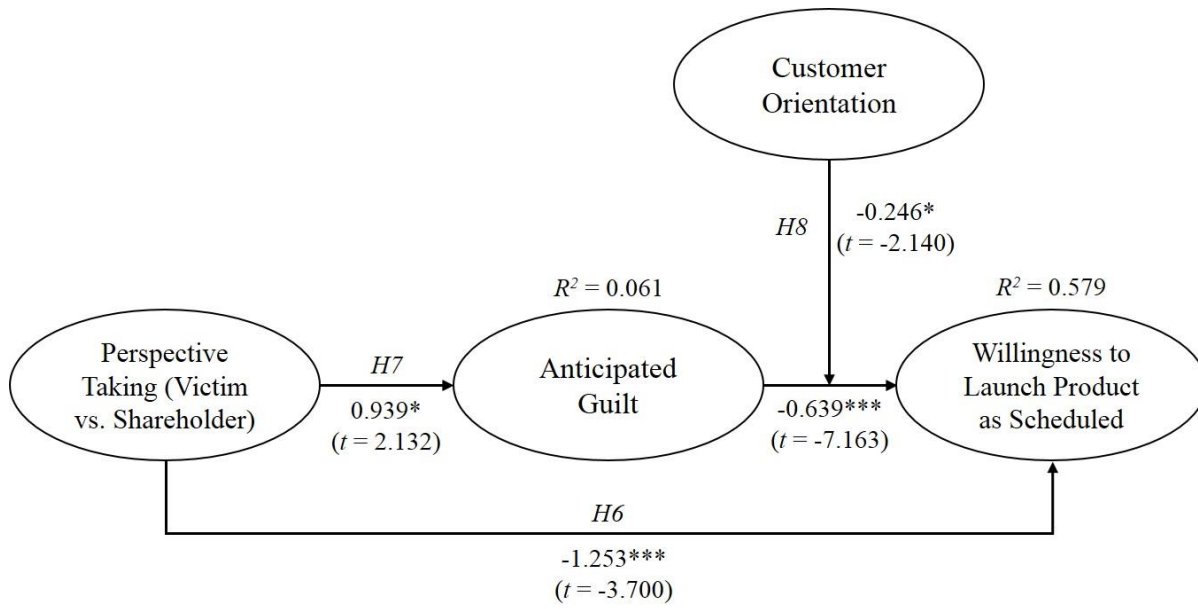 Customer
Orientation
H8
-0.246*
(t = -2.140)
R² = 0.061
R² = 0.579
Perspective
Taking (Victim
vs. Shareholder)
H7
0.939*
(t = 2.132)
Anticipated
Guilt
-0.639***
(t = -7.163)
Willingness to
Launch Product
as Scheduled
H6
-1.253***
(t = -3.700)